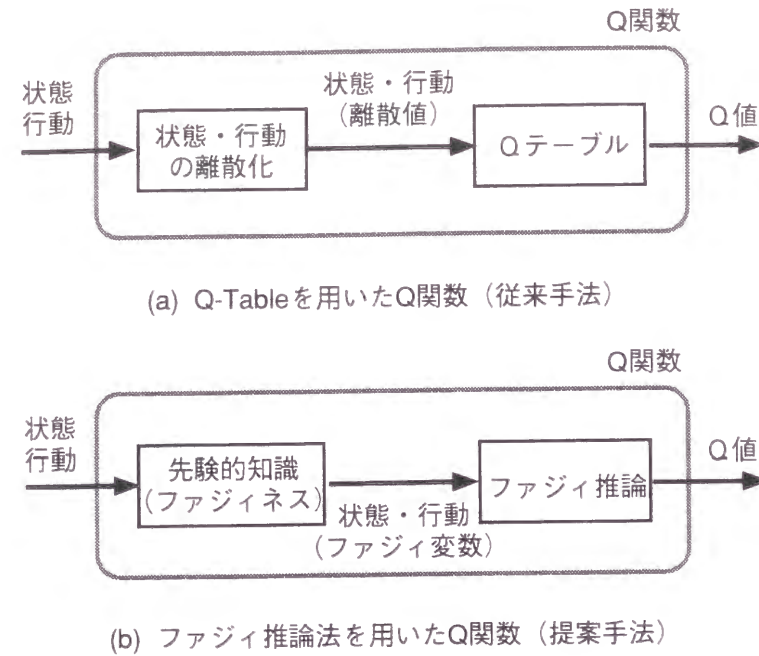 Q関数
状態
行動
状態・行動
の離散化
状態・行動
(離散値)
Qテーブル
Q値
(a) Q-Tableを用いたQ関数（従来手法）
Q関数
状態
行動
先験的知識
(ファジィネス)
状態・行動
(ファジィ変数)
ファジィ推論
Q値
(b) ファジィ推論法を用いたQ関数（提案手法）